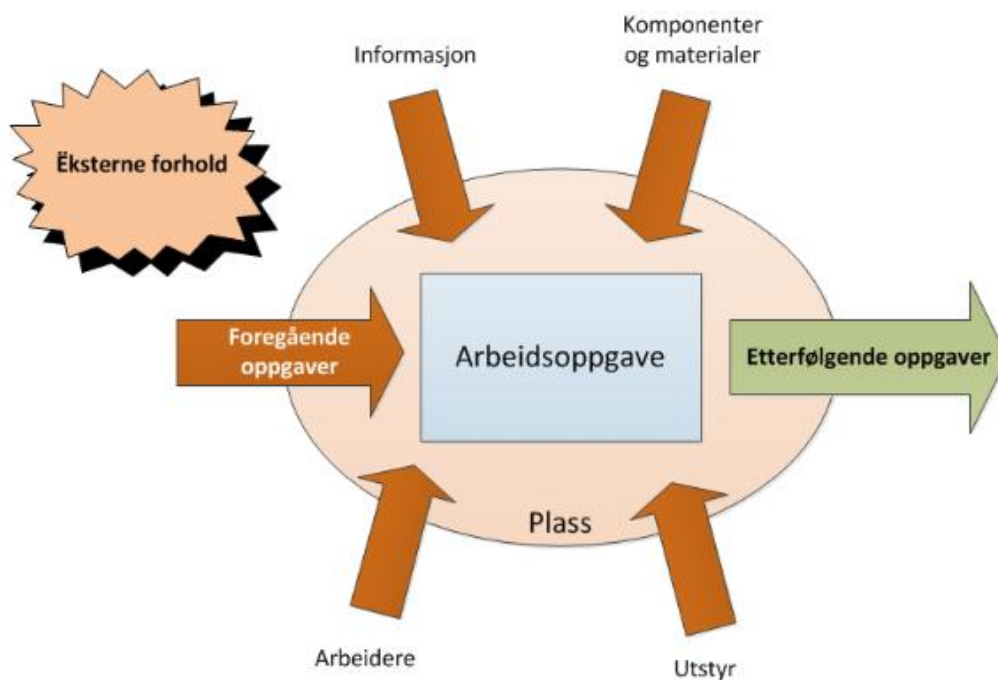 Informasjon
Komponenter
og materialer
Ëksterne forhold
Foregående
oppgaver
Arbeidsoppgave
Etterfølgende oppgaver
Plass
Arbeidere
Utstyr